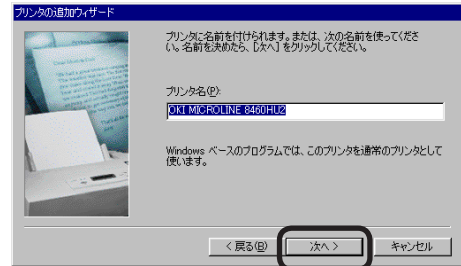 プリンタの追加ウィザード
プリンタに名前を付けられます。または、次の名前を使ってくださ
い。名前を決めたら、[次へ] をクリックしてください。
プリンタ名(P):
OKI MICROLINE 8460HU2
Windows ベースのプログラムでは、このプリンタを通常のプリンタとして
使います。
< 戻る(B)
次へ >
キャンセル